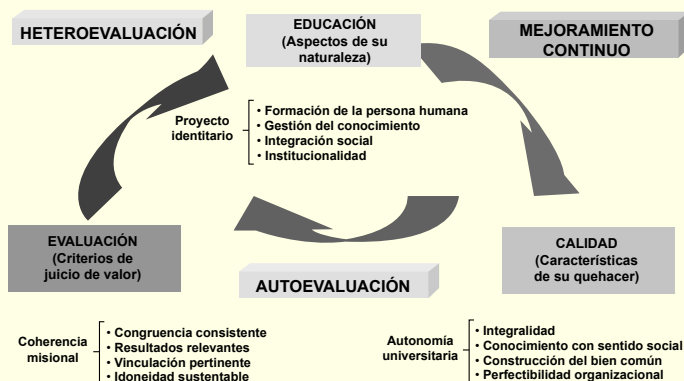 HETEROEVALUACIÓN
EDUCACIÓN
(Aspectos de su
naturaleza)
MEJORAMIENTO
CONTINUO
Proyecto
identitario
• Formación de la persona humana
• Gestión del conocimiento
• Integración social
• Institucionalidad
EVALUACIÓN
(Criterios de
juicio de valor)
AUTOEVALUACIÓN
CALIDAD
(Características
de su quehacer)
Coherencia
misional
• Congruencia consistente
• Resultados relevantes
• Vinculación pertinente
• Idoneidad sustentable
Autonomía
universitaria
• Integralidad
• Conocimiento con sentido social
• Construcción del bien común
• Perfectibilidad organizacional